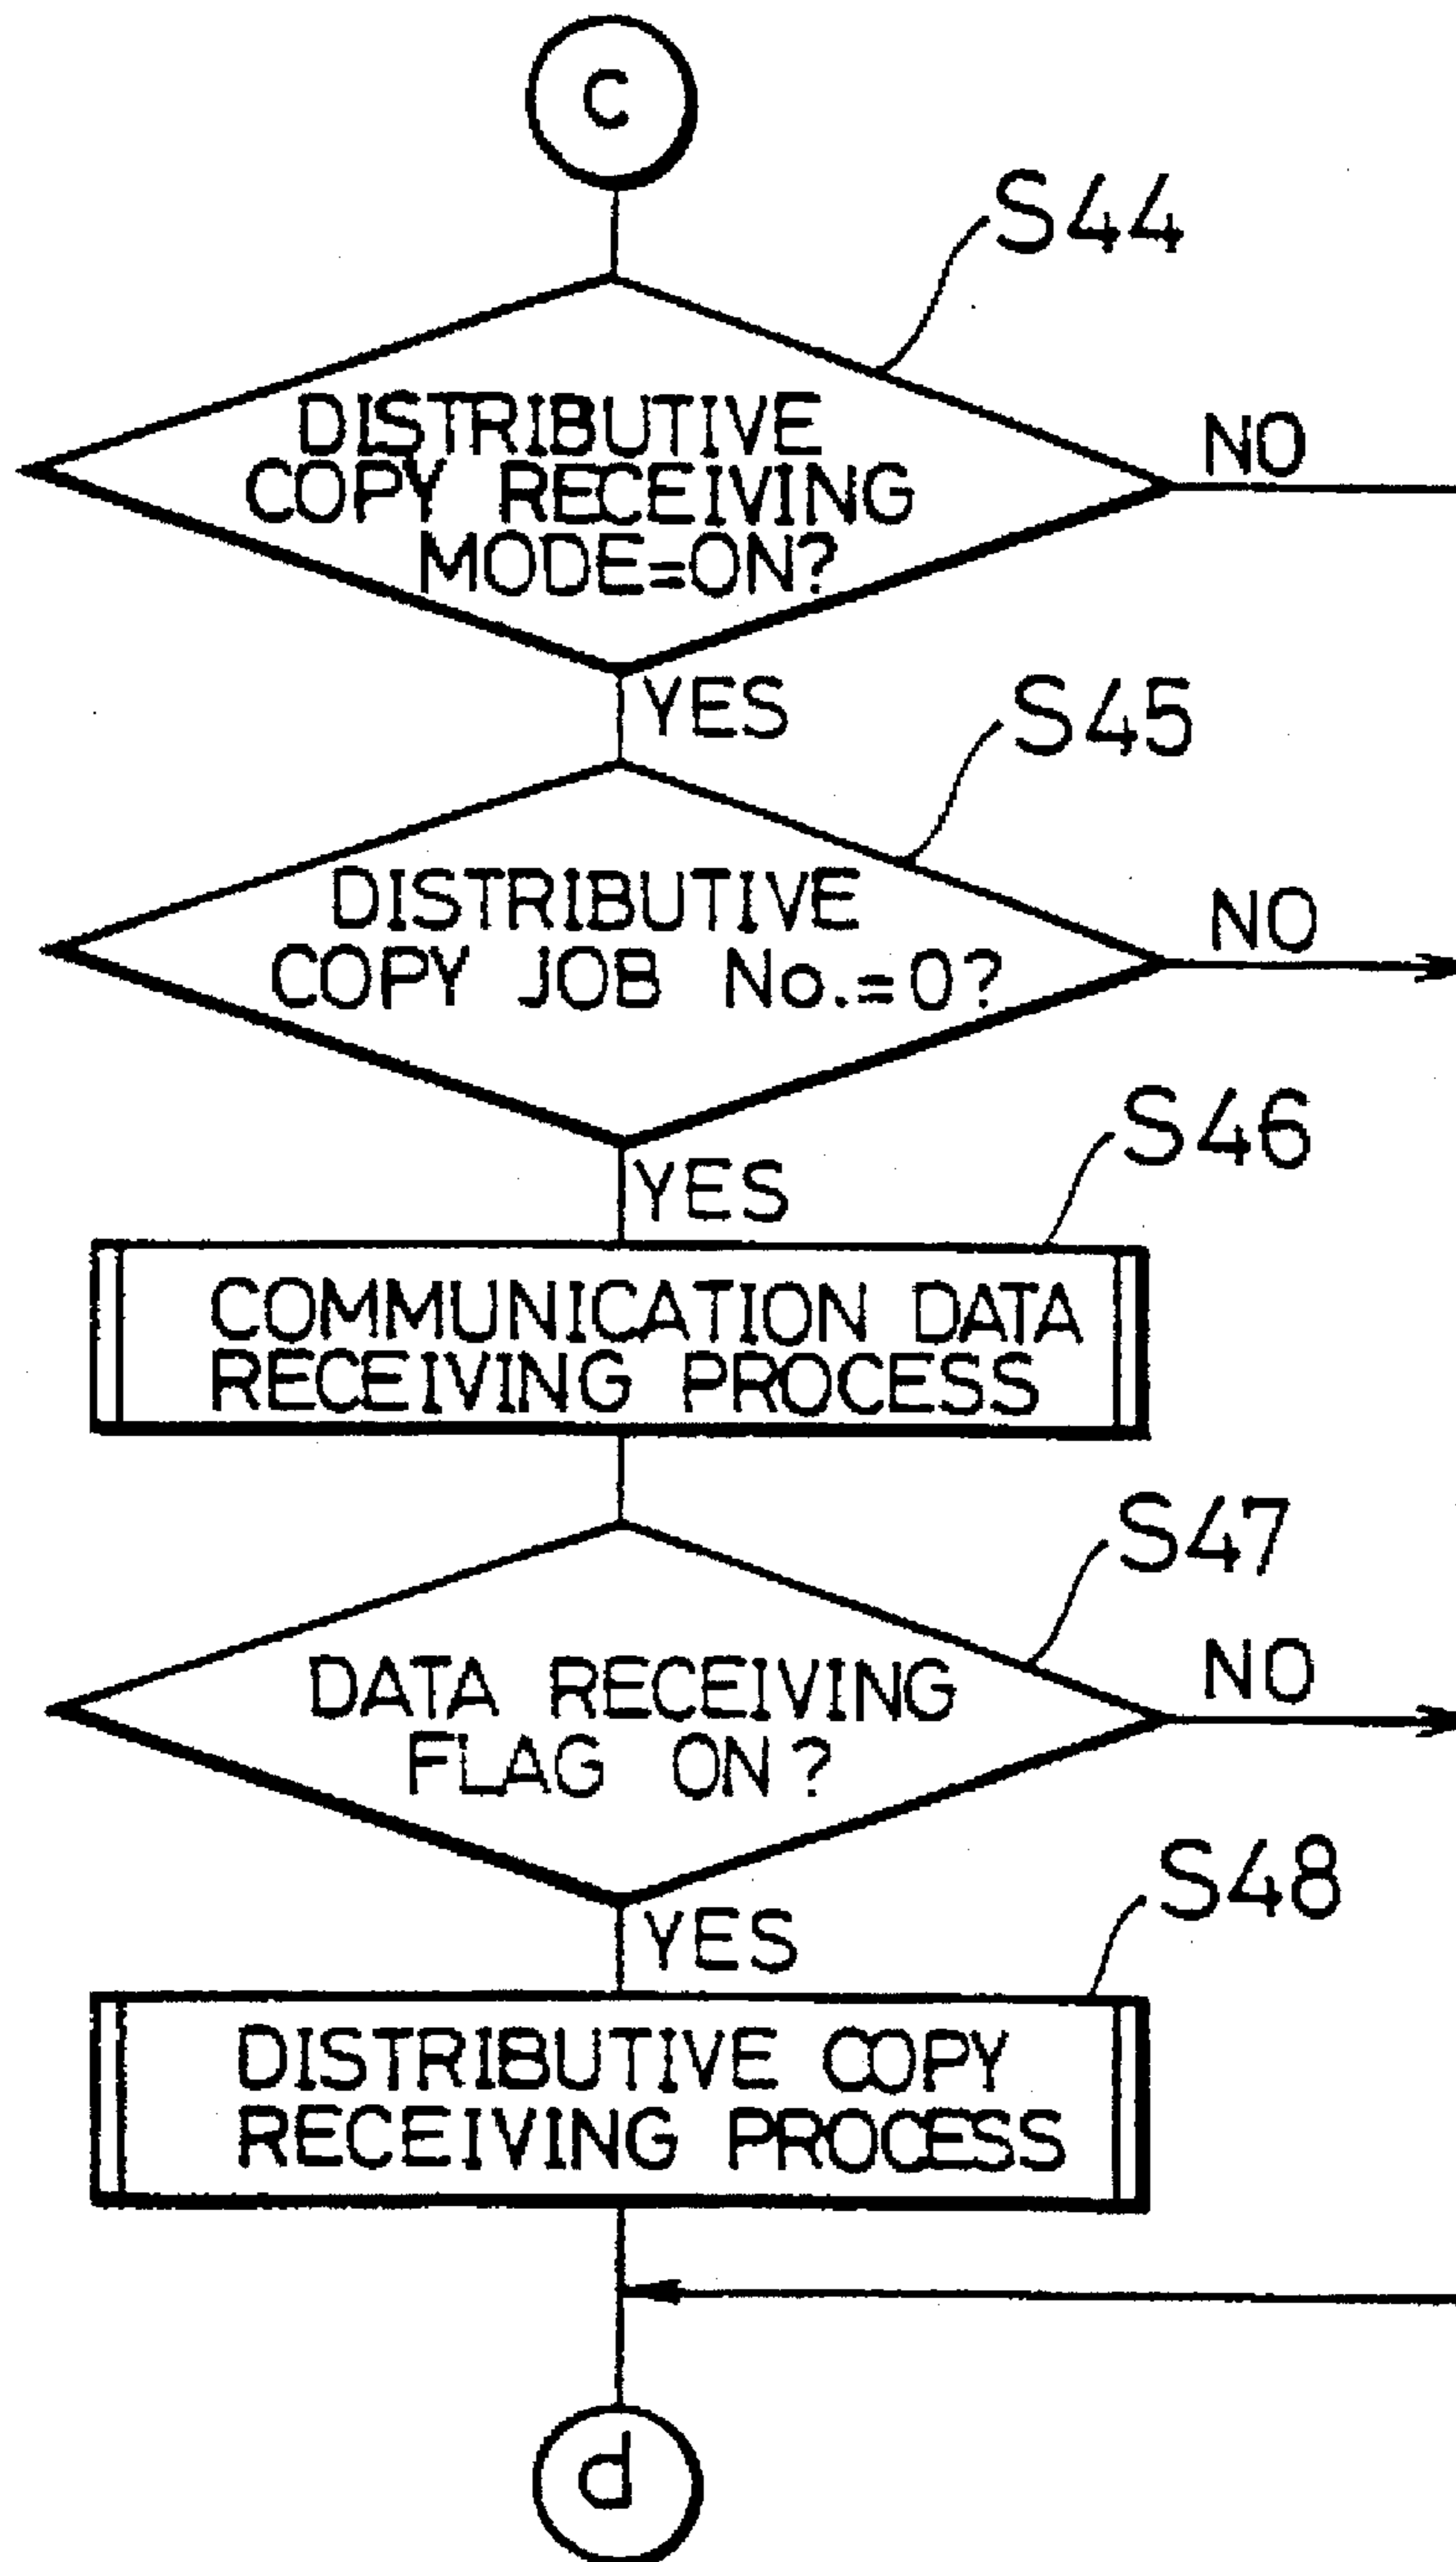 c
S44
DISTRIBUTIVE
COPY RECEIVING
MODE=ON?
NO
YES
S45
DISTRIBUTIVE
COPY JOB No.=0?
NO
YES
S46
COMMUNICATION DATA
RECEIVING PROCESS
S47
DATA RECEIVING
FLAG ON?
NO
YES
S48
DISTRIBUTIVE COPY
RECEIVING PROCESS
d